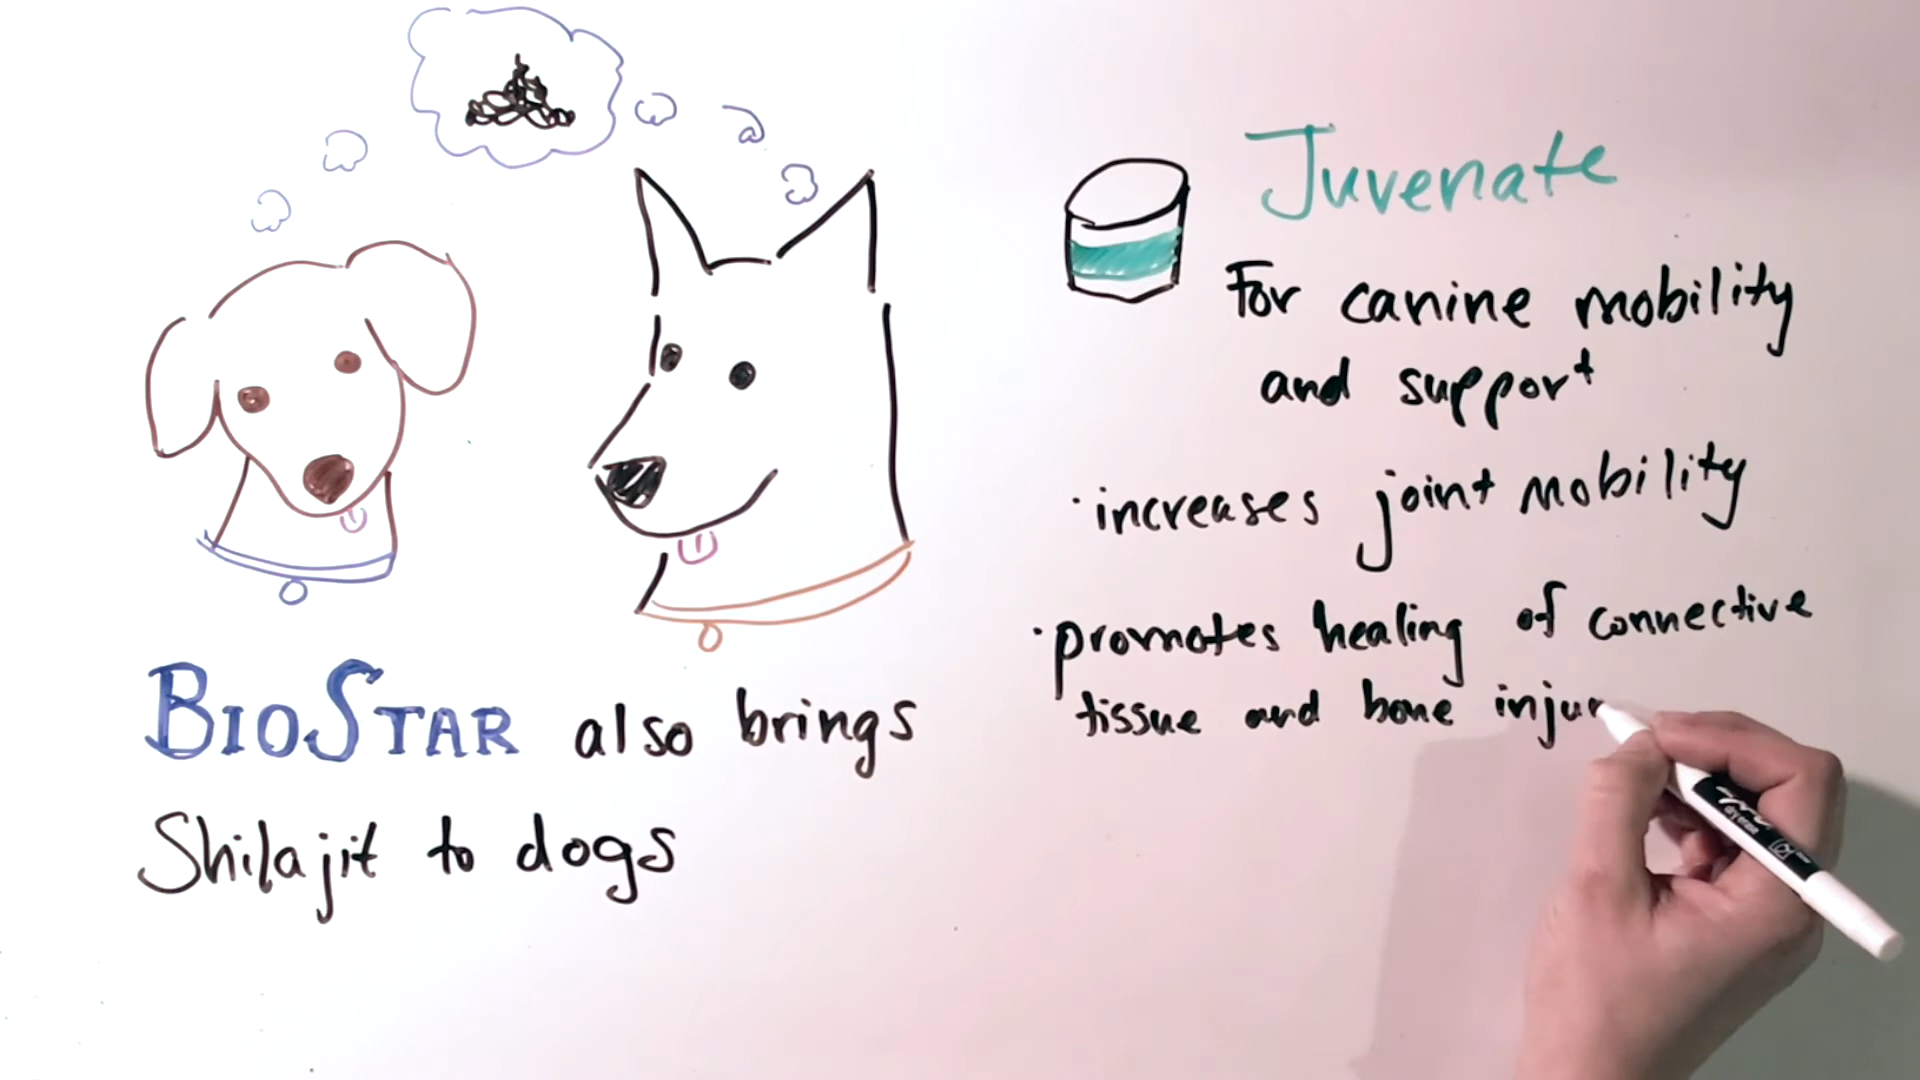 BIOSTAR also brings
Shilajit to dogs
Juvenate
For canine mobility
and support
· increases joint mobility
· promotes healing of connective
tissue and bone injur